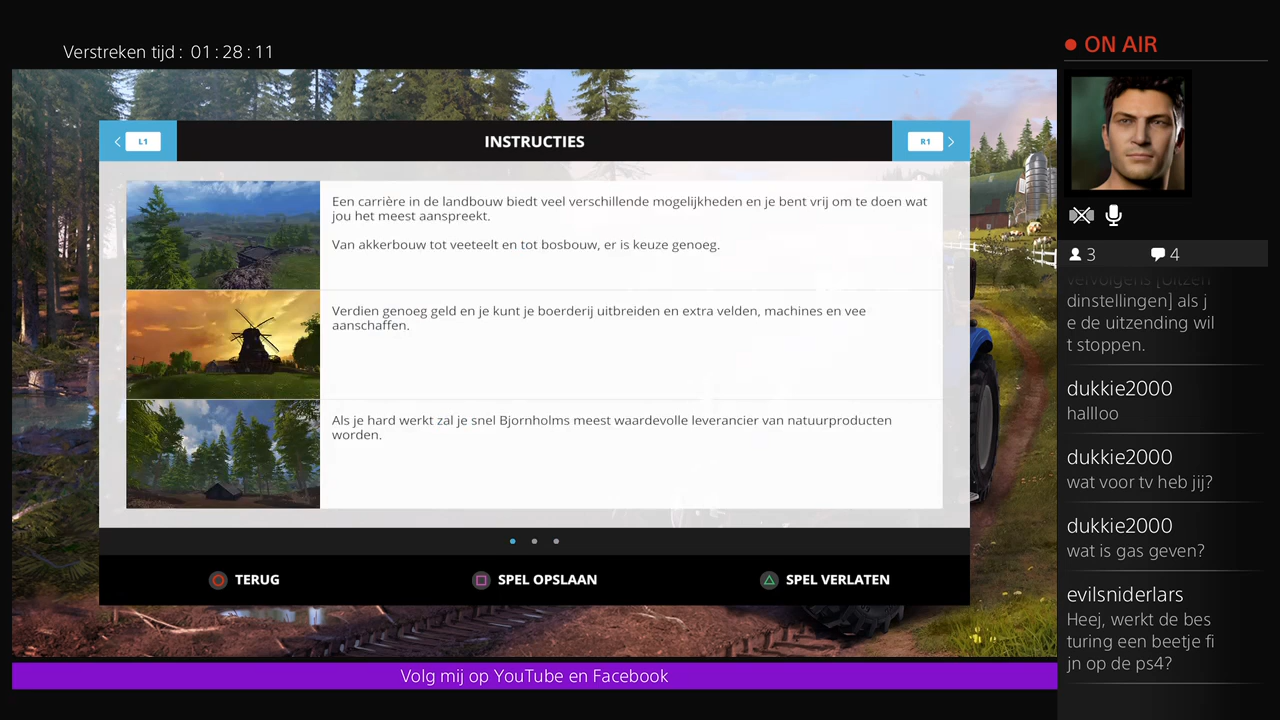 Verstreken tijd : 01 : 28 : 11
ON AIR
L1
INSTRUCTIES
R1
Een carrière in de landbouw biedt veel verschillende mogelijkheden en je bent vrij om te doen wat
jou het meest aanspreekt.
Van akkerbouw tot veeteelt en tot bosbouw, er is keuze genoeg.
Verdien genoeg geld en je kunt je boerderij uitbreiden en extra velden, machines en vee
aanschaffen.
Als je hard werkt zal je snel Bjornholms meest waardevolle leverancier van natuurproducten
worden.
TERUG
SPEL OPSLAAN
SPEL VERLATEN
Volg mij op YouTube en Facebook
3
4
vervolgens [Uitzen
dinstellingen] als j
e de uitzending wil
t stoppen.
dukkie2000
hallloo
dukkie2000
wat voor tv heb jij?
dukkie2000
wat is gas geven?
evilsniderlars
Heej, werkt de bes
turing een beetje fi
jn op de ps4?